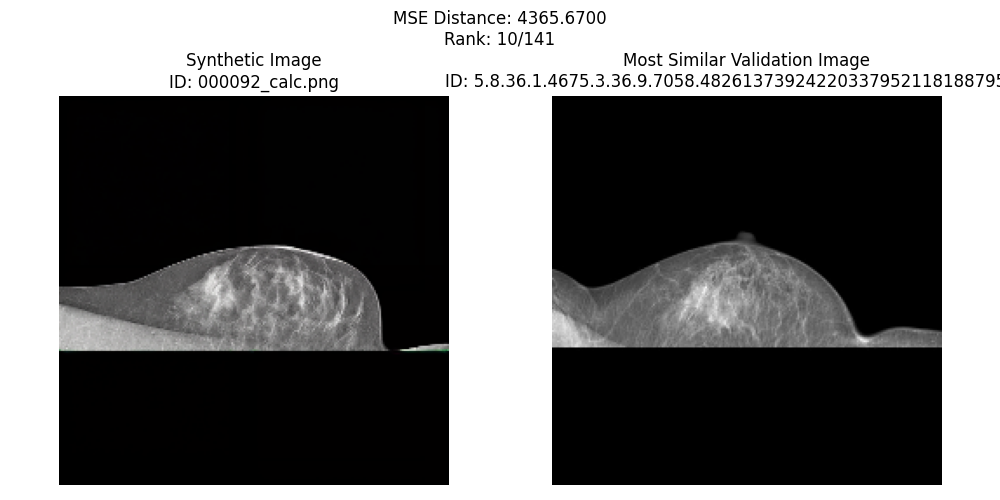 MSE Distance: 4365.6700
Rank: 10/141
Synthetic Image
ID: 000092_calc.png
Most Similar Validation Image
ID: 5.8.36.1.4675.3.36.9.7058.48261373924220337952118188795